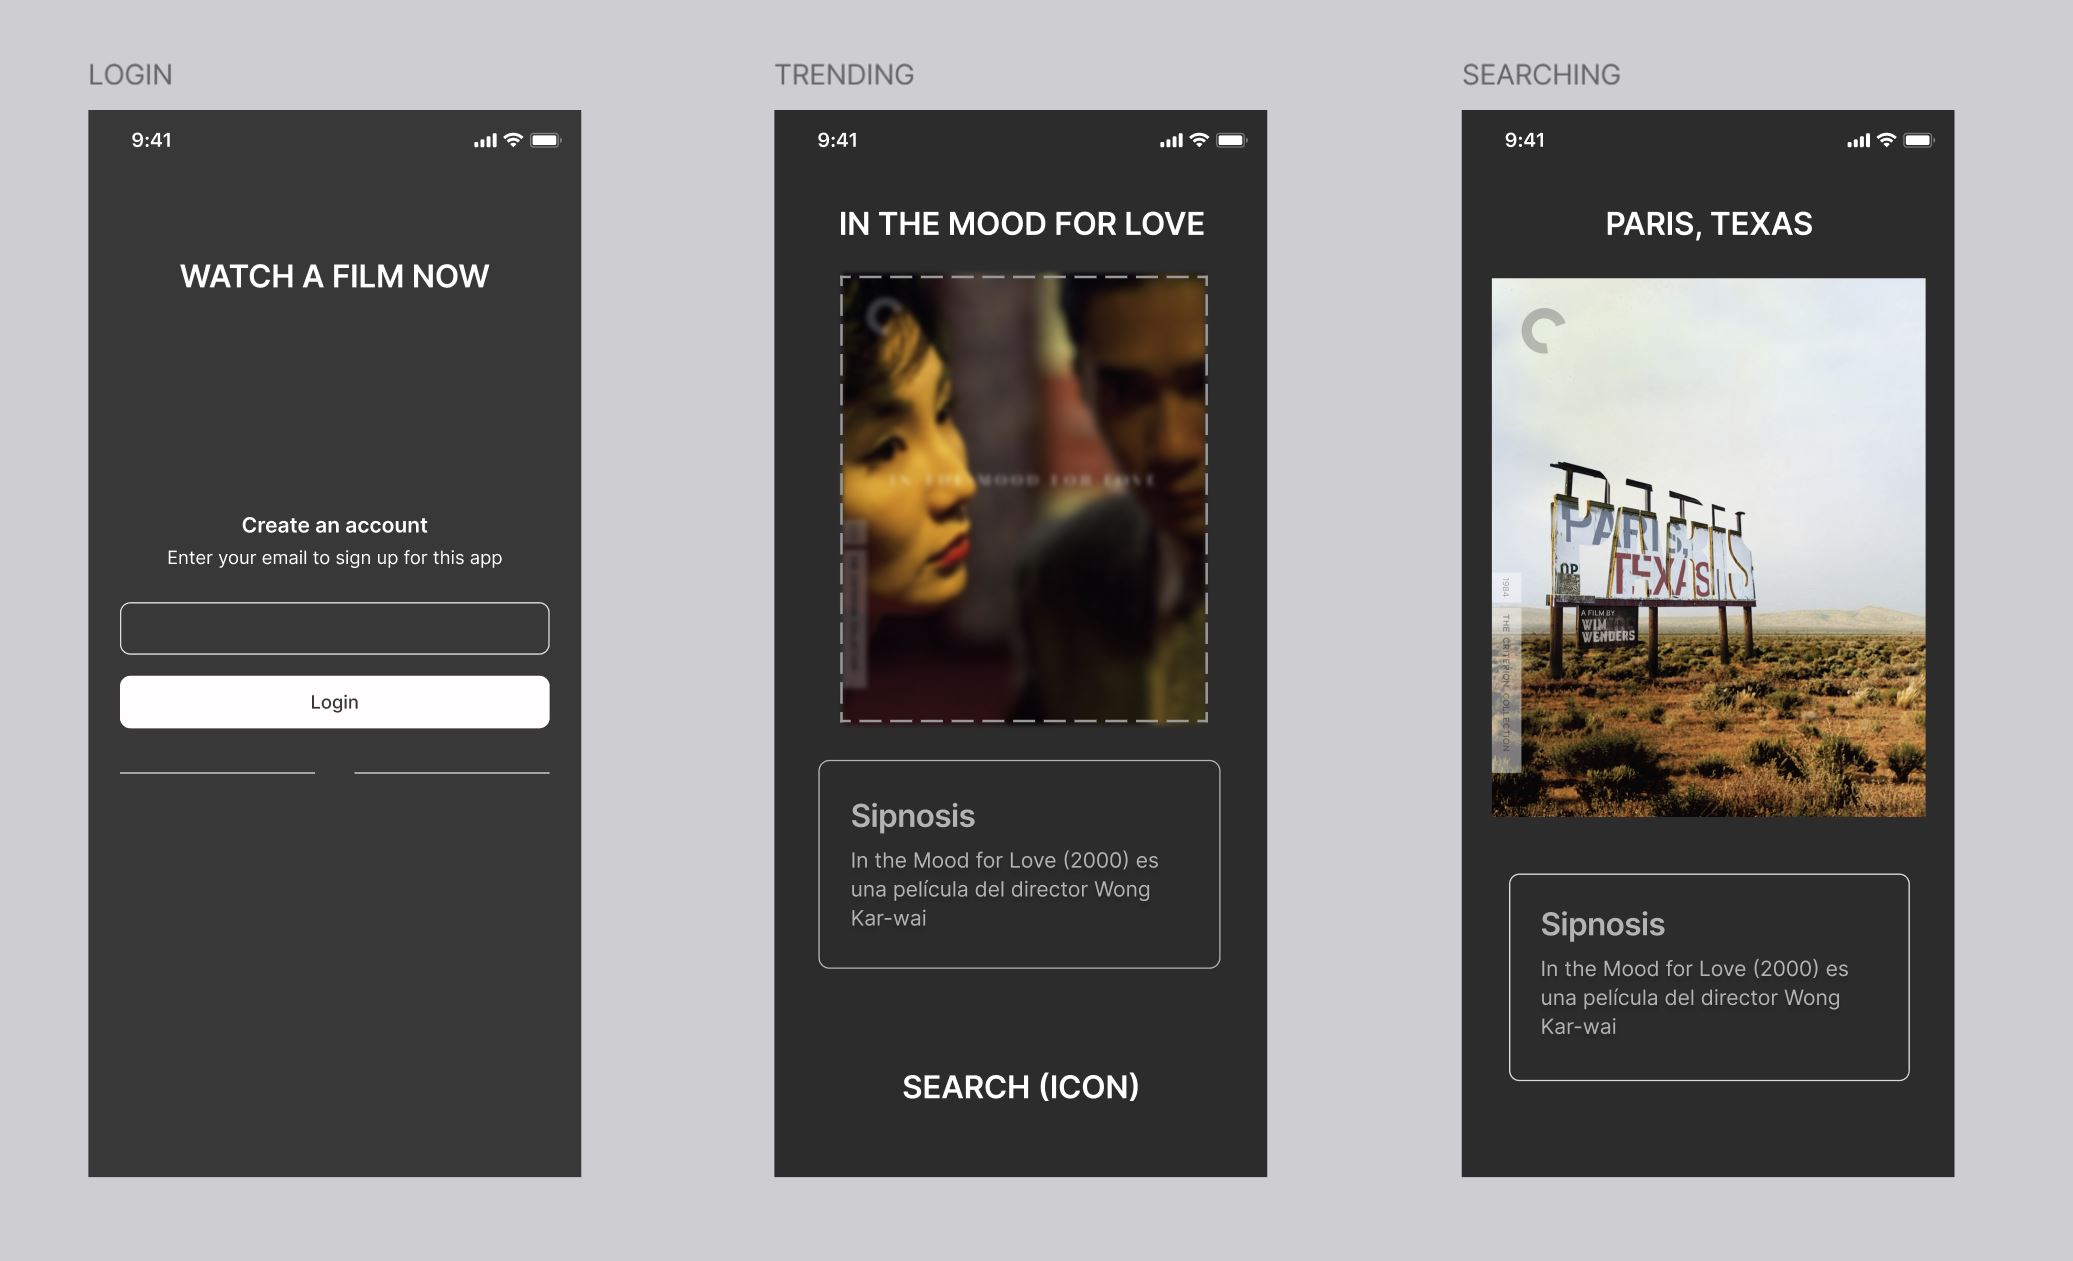 LOGIN
9:41
WATCH A FILM NOW
Create an account
Enter your email to sign up for this app
Login
TRENDING
9:41
IN THE MOOD FOR LOVE
IN THE MOOD FOR LOVE
Sipnosis
In the Mood for Love (2000) es
una película del director Wong
Kar-wai
SEARCH (ICON)
SEARCHING
9:41
PARIS, TEXAS
PARIS,
TEXAS
A FILM BY
WIM
WENDERS
1984
THE CRITERION COLLECTION
Sipnosis
In the Mood for Love (2000) es
una película del director Wong
Kar-wai